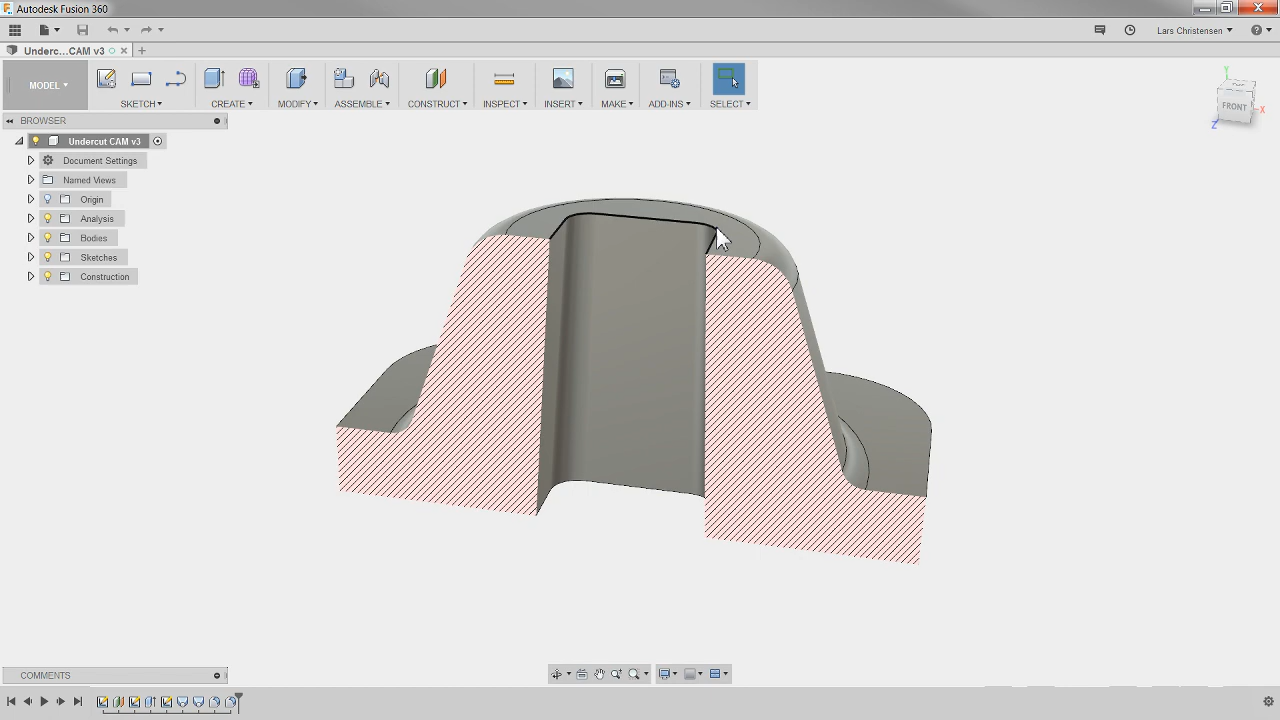 Autodesk Fusion 360
Lars Christensen
Underc...CAM v3
MODEL
SKETCH
CREATE
MODIFY
ASSEMBLE
CONSTRUCT
INSPECT
INSERT
MAKE
ADD-INS
SELECT
BROWSER
Undercut CAM v3
Document Settings
Named Views
Origin
Analysis
Bodies
Sketches
Construction
Y
FRONT
X
Z
COMMENTS